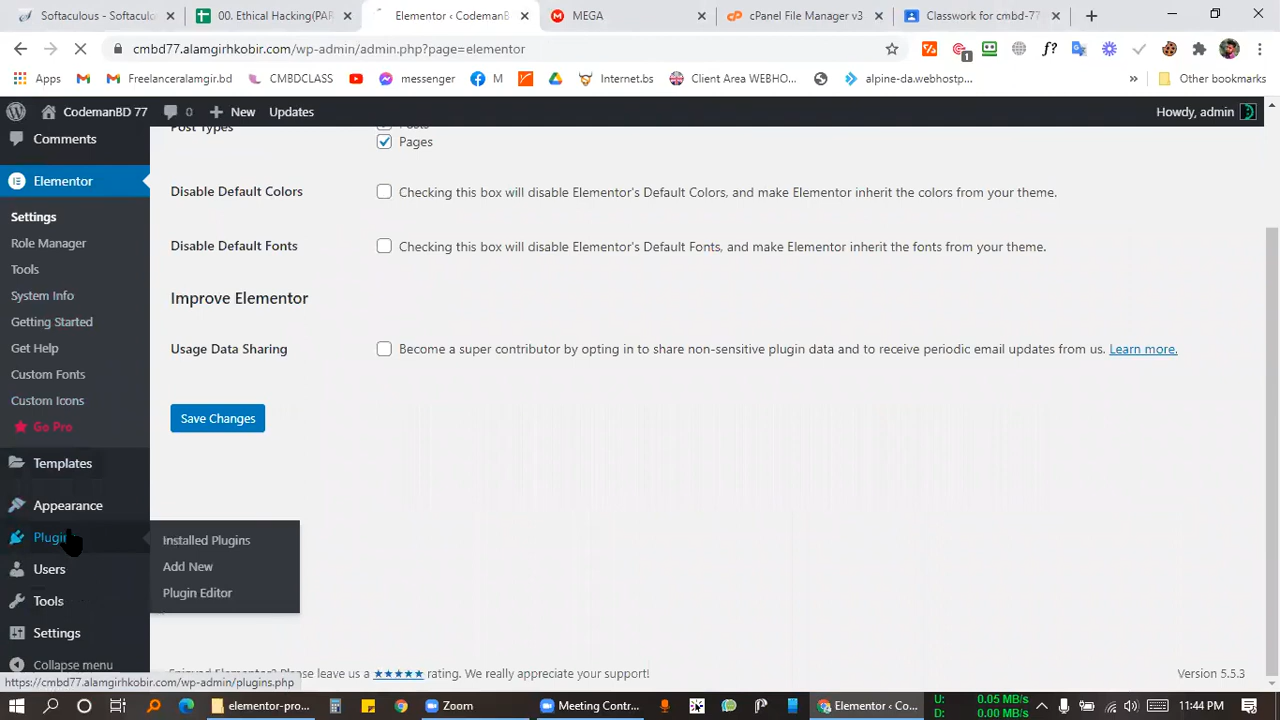 Softaculous - Softaculo
00. Ethical Hacking(PAR
Elementor ‹ CodemanB
MEGA
cPanel File Manager v3
Classwork for cmbd-77
cmbd77.alamgirhkobir.com/wp-admin/admin.php?page=elementor
1
Apps
Freelanceralamgir.bd
CMBDCLASS
messenger
M
Internet.bs
Client Area WEBHO...
alpine-da.webhostp...
Other bookmarks
CodemanBD 77
0
New
Updates
Howdy, admin
Comments
Elementor
Settings
Role Manager
Tools
System Info
Getting Started
Get Help
Custom Fonts
Custom Icons
Go Pro
Templates
Appearance
Plugin
Users
Tools
Settings
Collapse menu
Installed Plugins
Add New
Plugin Editor
Post Types
Posts
Pages
Disable Default Colors
Checking this box will disable Elementor's Default Colors, and make Elementor inherit the colors from your theme.
Disable Default Fonts
Checking this box will disable Elementor's Default Fonts, and make Elementor inherit the fonts from your theme.
Improve Elementor
Usage Data Sharing
Become a super contributor by opting in to share non-sensitive plugin data and to receive periodic email updates from us. Learn more.
Save Changes
Enjoyed Elementor? Please leave us a ★★★★★ rating. We really appreciate your support!
Version 5.5.3
https://cmbd77.alamgirhkobir.com/wp-admin/plugins.php
elementor.cro...
Zoom
Meeting Contr...
Elementor ‹ Co...
U: 0.05 MB/s
D: 0.00 MB/s
11:44 PM